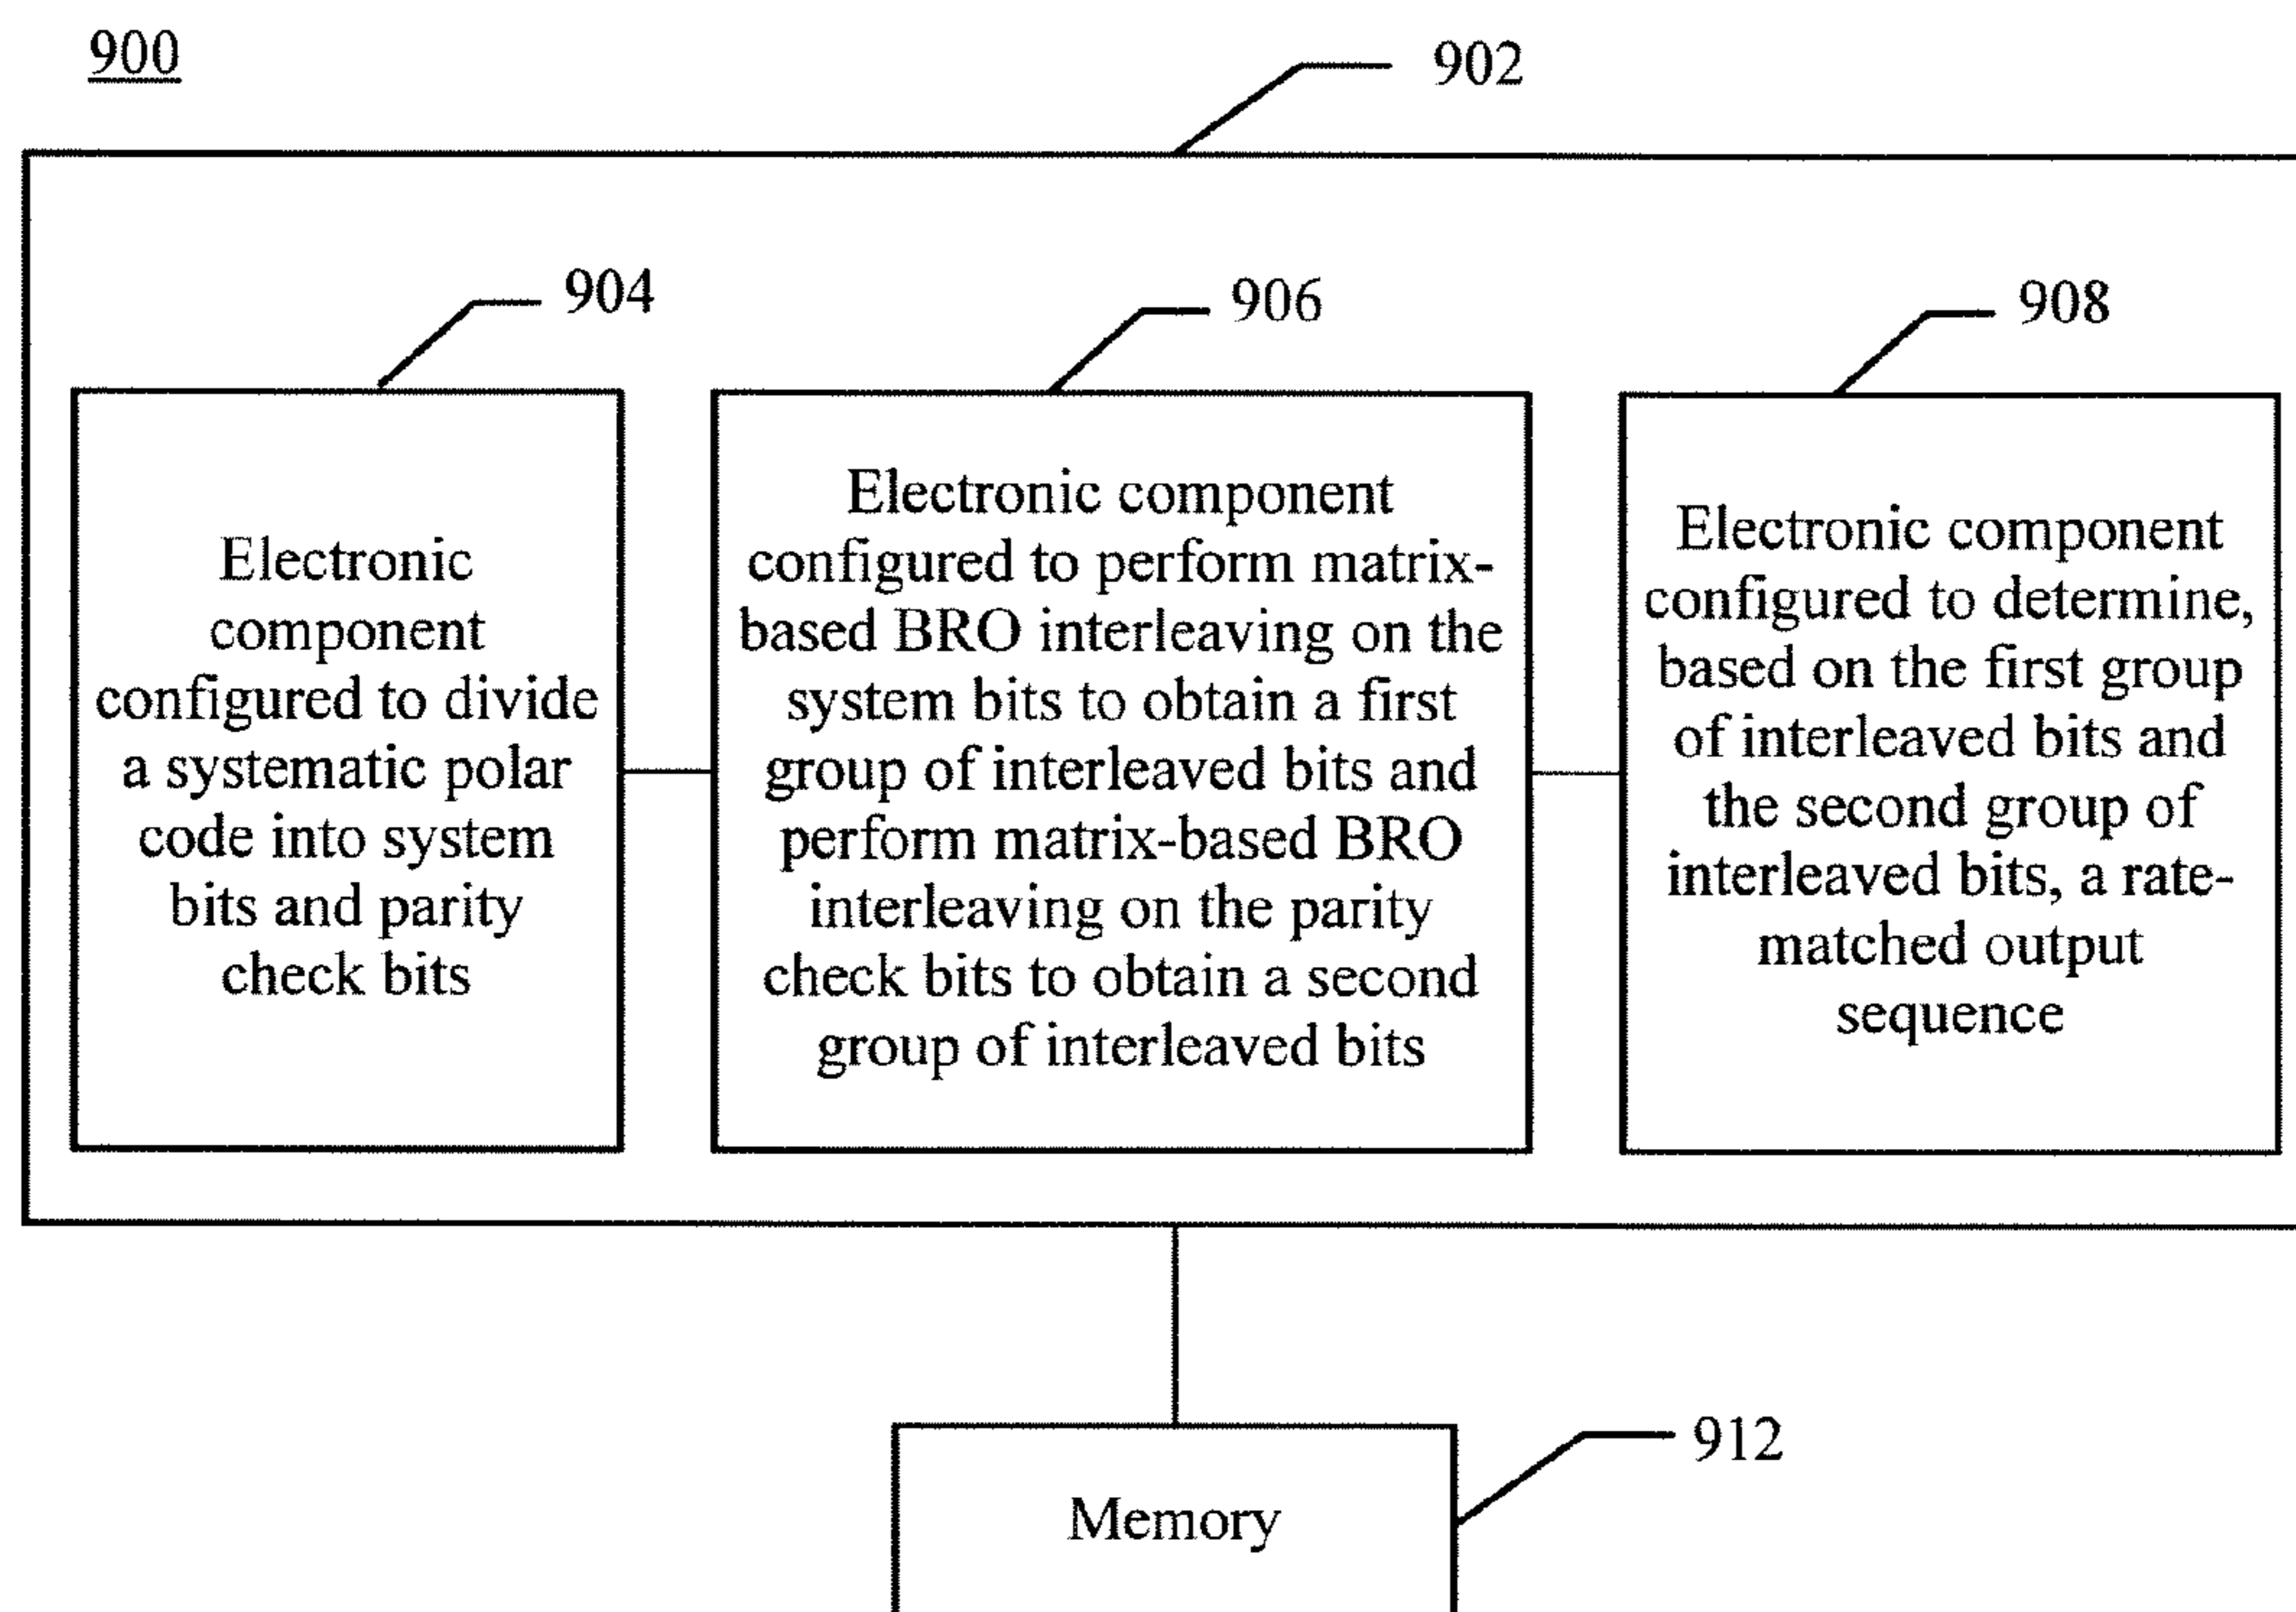 900
902
904
906
908
Electronic
component
configured to divide
a systematic polar
code into system
bits and parity
check bits
Electronic component
configured to perform matrix-
based BRO interleaving on the
system bits to obtain a first
group of interleaved bits and
perform matrix-based BRO
interleaving on the parity
check bits to obtain a second
group of interleaved bits
Electronic component
configured to determine,
based on the first group
of interleaved bits and
the second group of
interleaved bits, a rate-
matched output
sequence
912
Memory